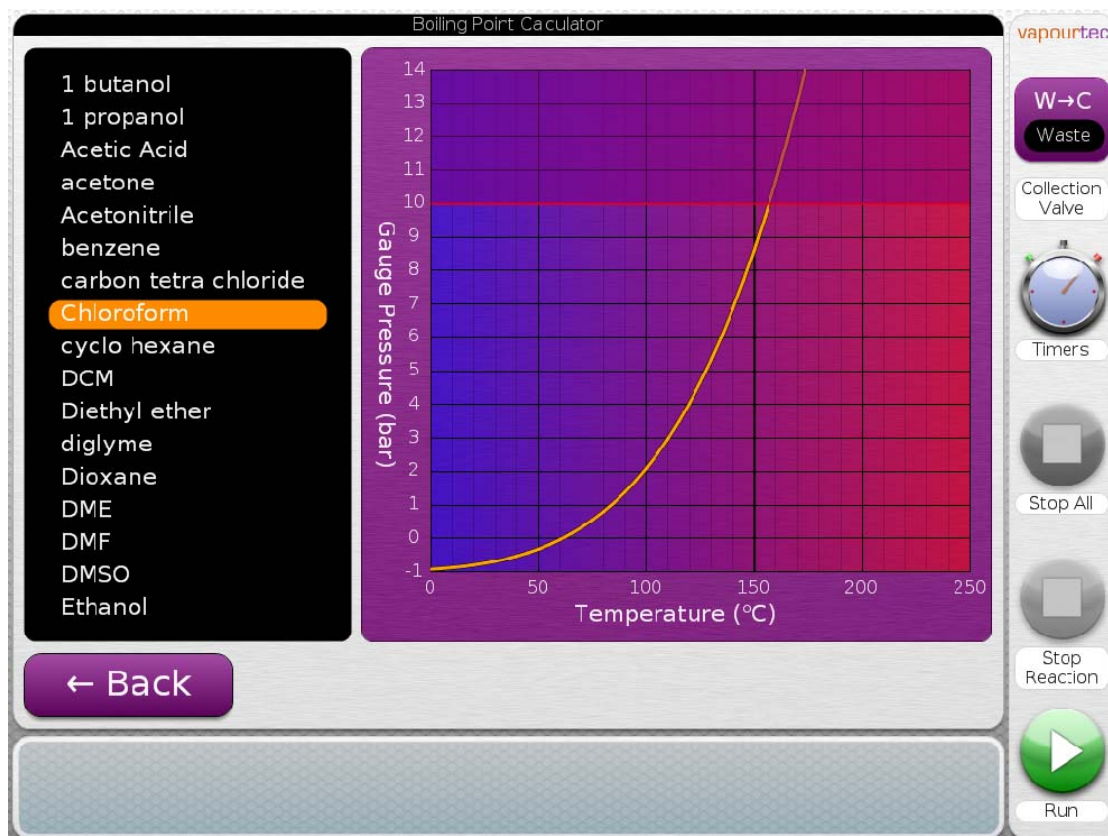 Boiling Point Caculator
1 butanol
1 propanol
Acetic Acid
acetone
Acetonitrile
benzene
carbon tetra chloride
Chloroform
cyclo hexane
DCM
Diethyl ether
diglyme
Dioxane
DME
DMF
DMSO
Ethanol
Gauge Pressure (bar)
14
13
12
11
10
9
8
7
6
5
4
3
2
1
0
-1
0 50 100 150 200 250
Temperature (°C)
← Back
vapourtec
W→C
Waste
Collection
Valve
Timers
Stop All
Stop
Reaction
Run